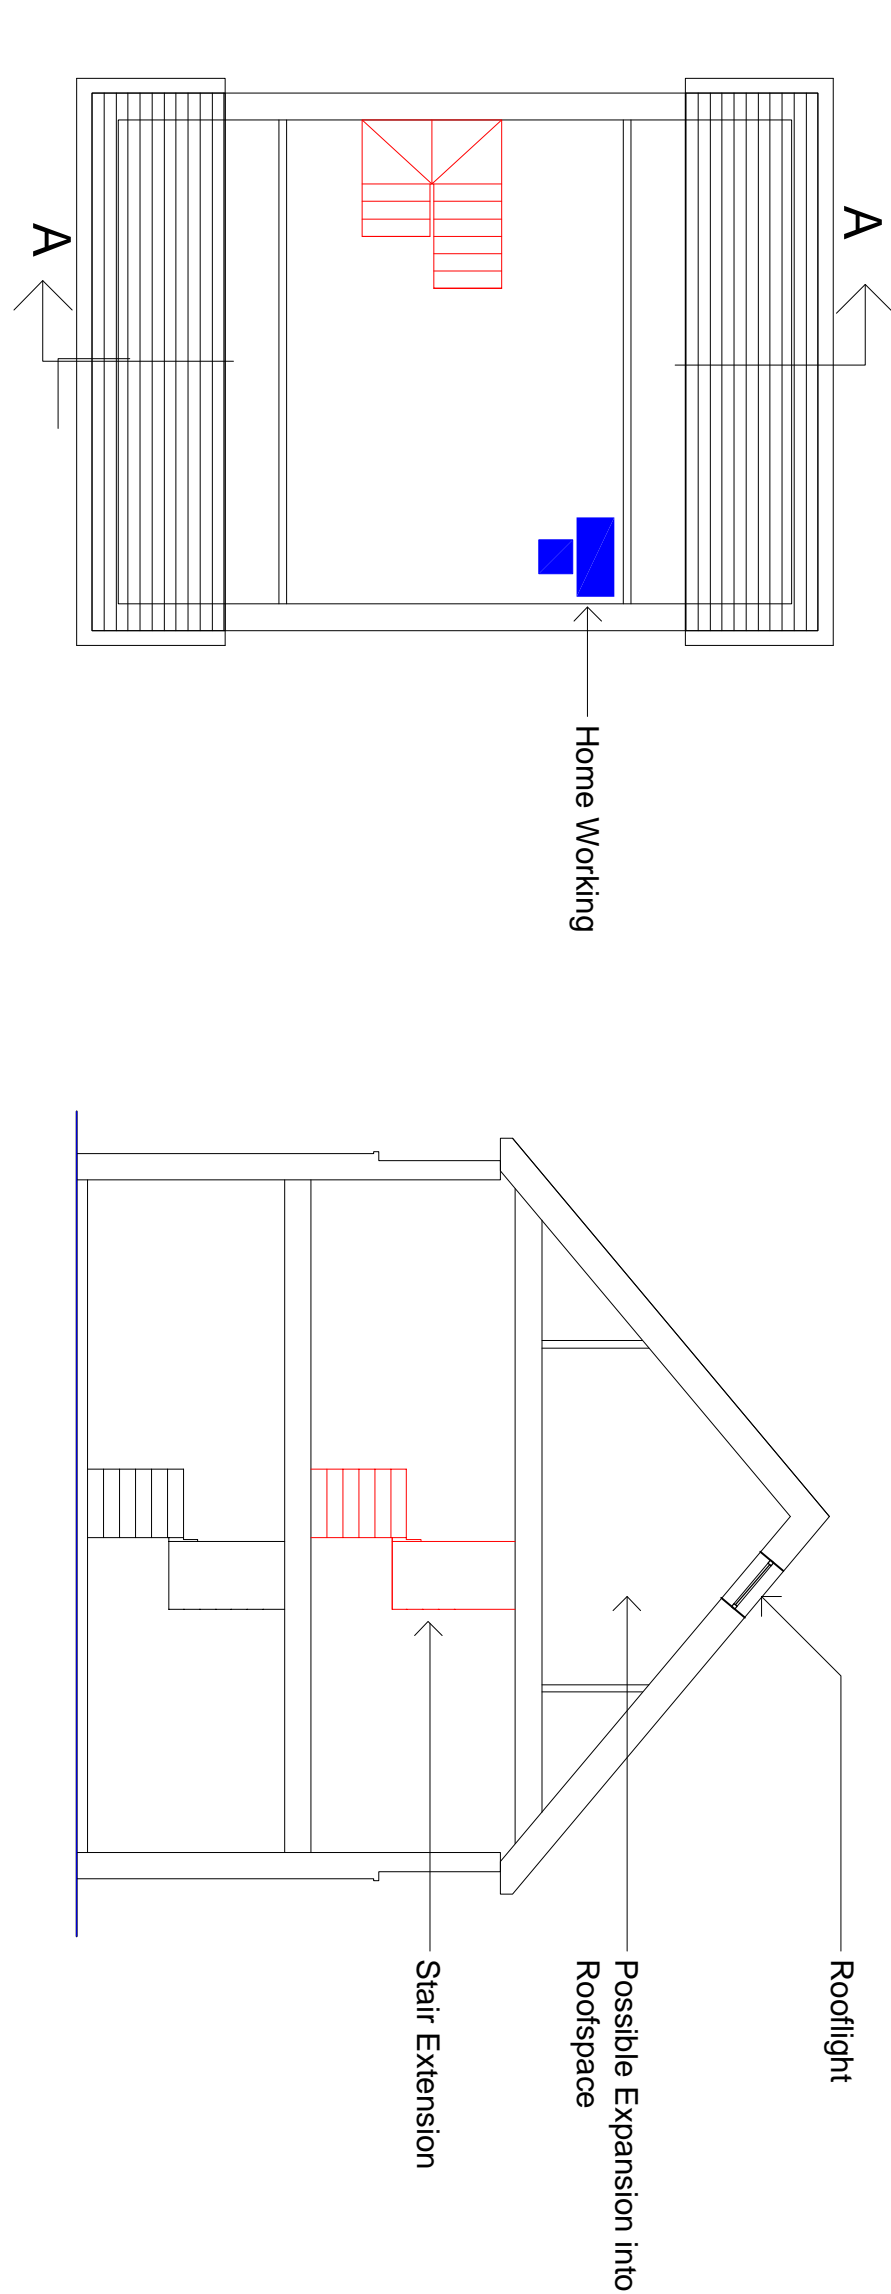 A
A
Home Working
Rooflight
Possible Expansion into
Roofspace
Stair Extension